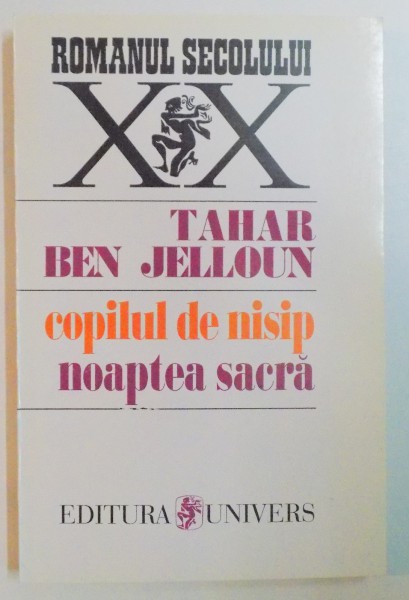 ROMANUL SECOLULUI
XX
TAHAR
BEN JELLOUN
copilul de nisip
noaptea sacră
EDITURA UNIVERS